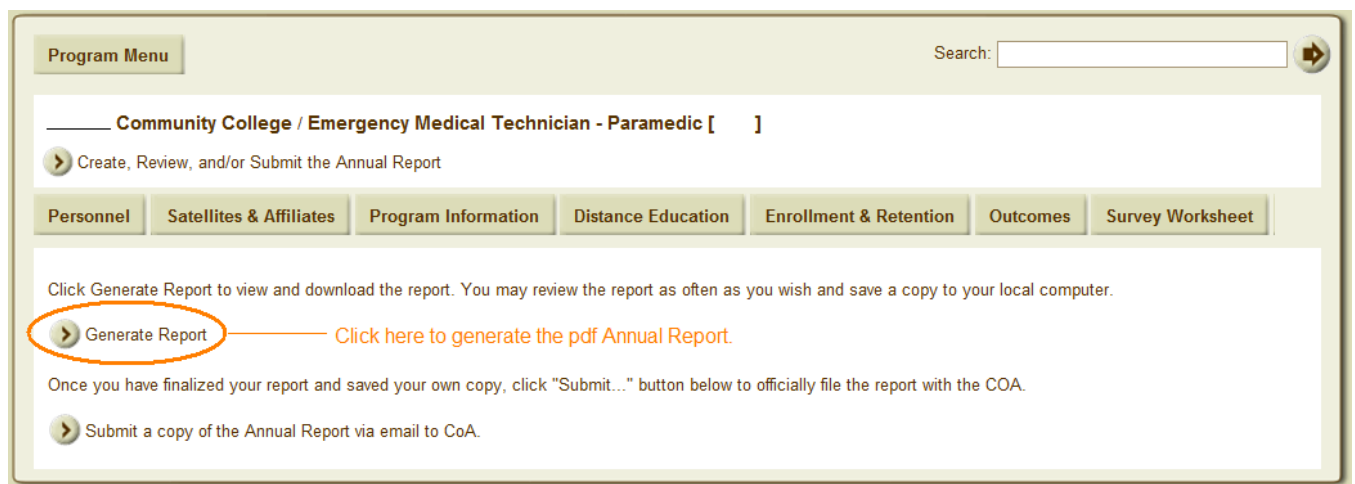 Program Menu
Search:
______ Community College / Emergency Medical Technician - Paramedic [ ]
Create, Review, and/or Submit the Annual Report
Personnel Satellites & Affiliates Program Information Distance Education Enrollment & Retention Outcomes Survey Worksheet
Click Generate Report to view and download the report. You may review the report as often as you wish and save a copy to your local computer.
Generate Report Click here to generate the pdf Annual Report.
Once you have finalized your report and saved your own copy, click "Submit..." button below to officially file the report with the COA.
Submit a copy of the Annual Report via email to CoA.